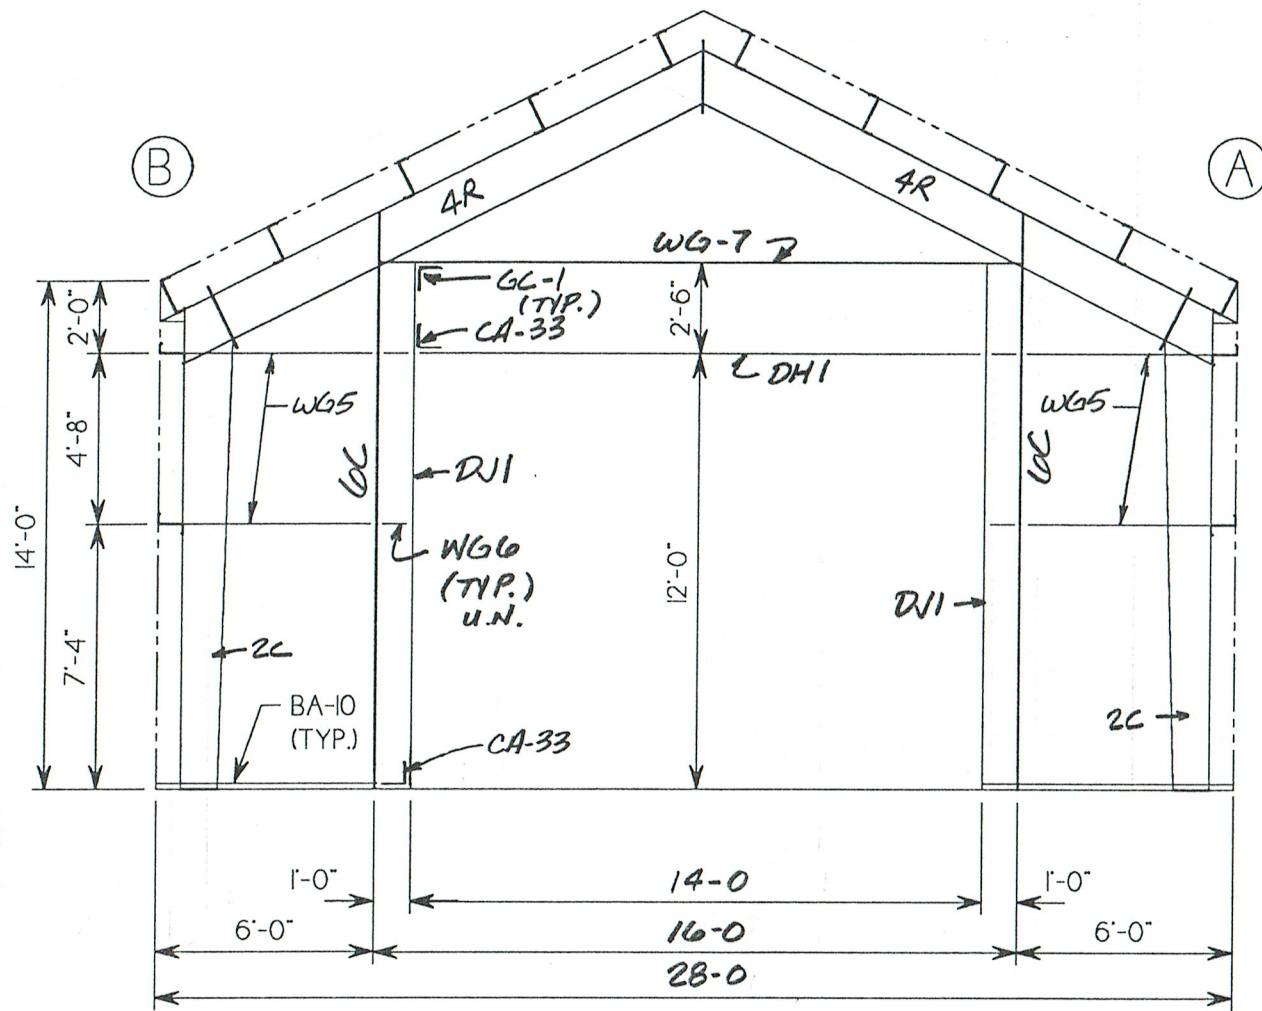 B
A
4R
4R
WG-7
GC-1
(TYP.)
CA-33
2'-0"
2'-6"
DH1
WG5
WG5
4'-8"
6C
6C
DJ1
14'-0"
WG6
(TYP.)
U.N.
12'-0"
DJ1
7'-4"
2C
BA-10
(TYP.)
CA-33
2C
1'-0"
14-0
1'-0"
6'-0"
16-0
6'-0"
28-0